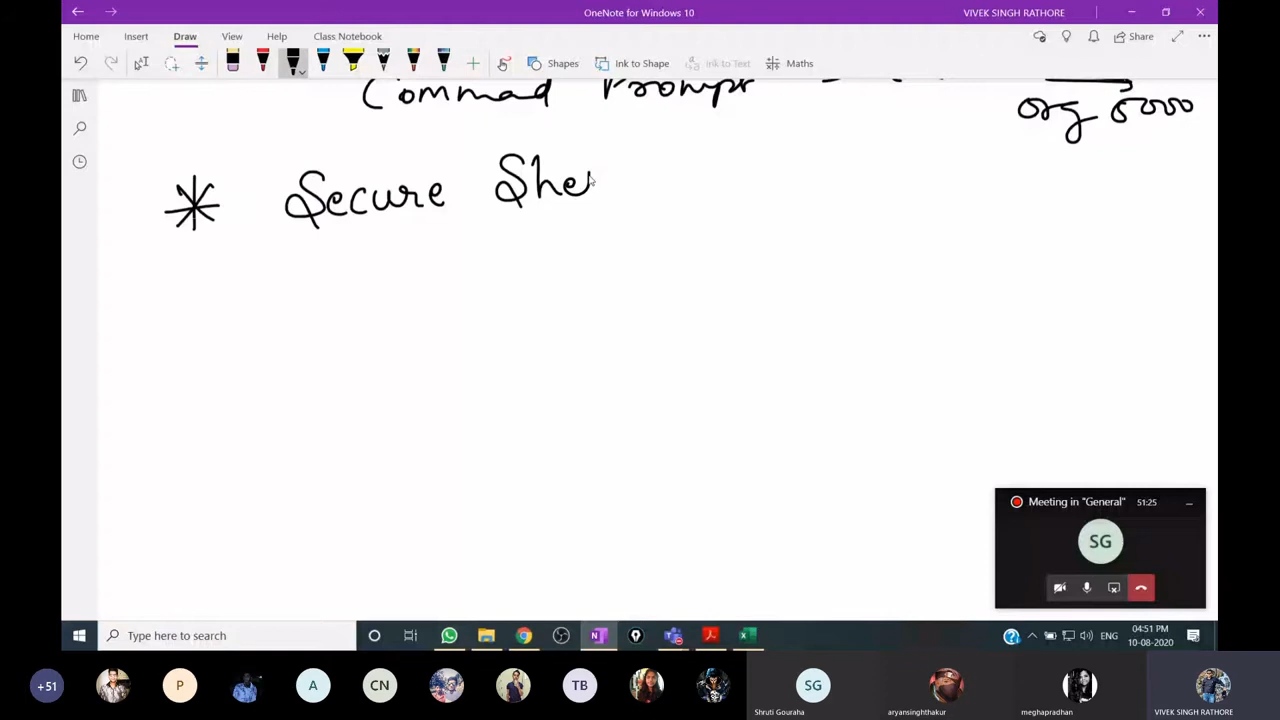 OneNote for Windows 10
VIVEK SINGH RATHORE
Home Insert Draw View Help Class Notebook
Share
Shapes Ink to Shape Ink to Text Maths
Commad Prompt
org 5000
* Secure She
Meeting in "General" 51:25
SG
Type here to search
ENG
04:51 PM
10-08-2020
+51 P A CN TB SG
Shruti Gouraha aryansinghthakur meghapradhan VIVEK SINGH RATHORE